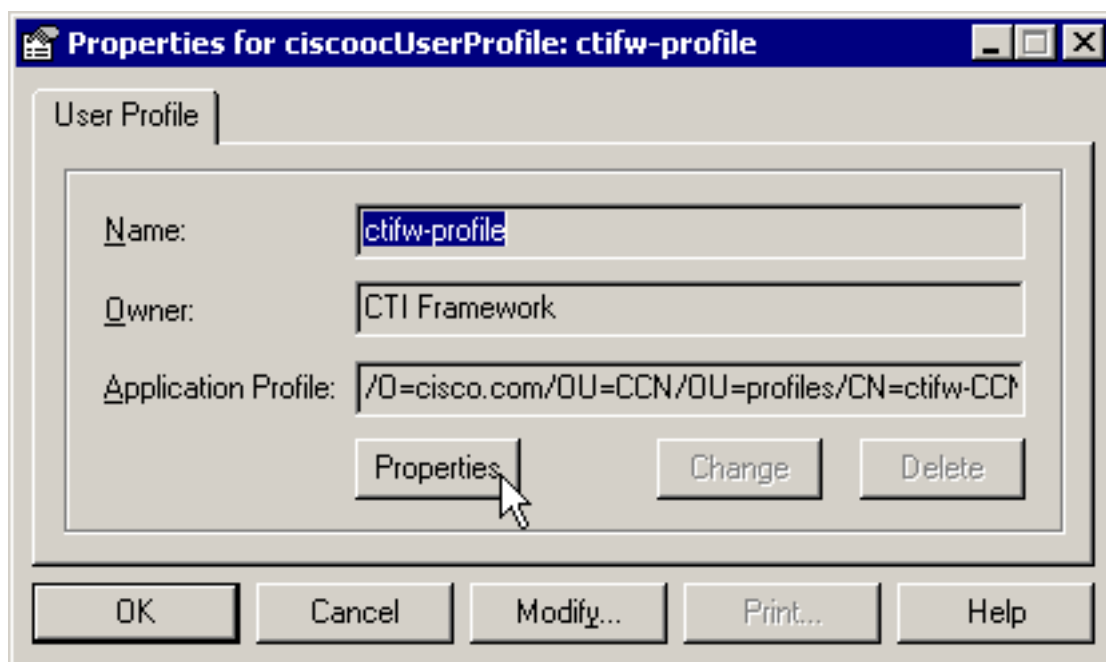 Properties for ciscoocUserProfile: ctifw-profile
User Profile
Name: ctifw-profile
Owner: CTI Framework
Application Profile: /O=cisco.com/OU=CCN/OU=profiles/CN=ctifw-CCN
Properties Change Delete
OK Cancel Modify... Print... Help